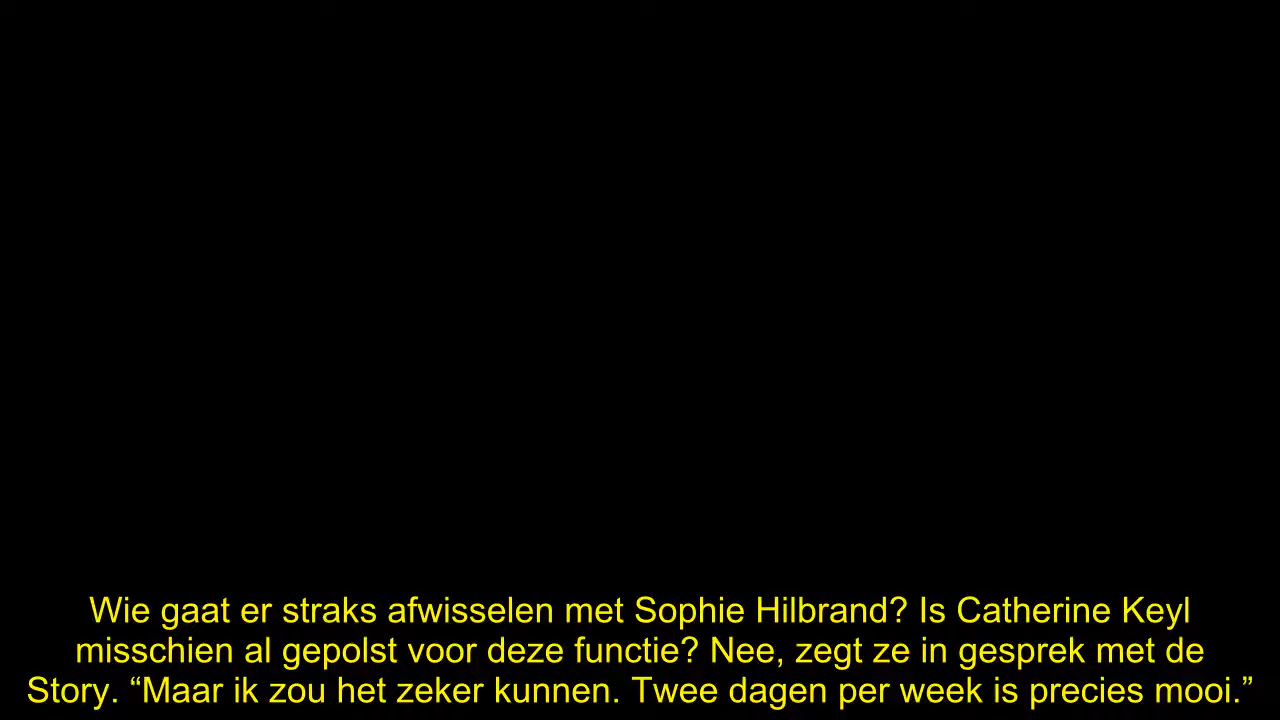 Wie gaat er straks afwisselen met Sophie Hilbrand? Is Catherine Keyl
misschien al gepolst voor deze functie? Nee, zegt ze in gesprek met de
Story. “Maar ik zou het zeker kunnen. Twee dagen per week is precies mooi.”